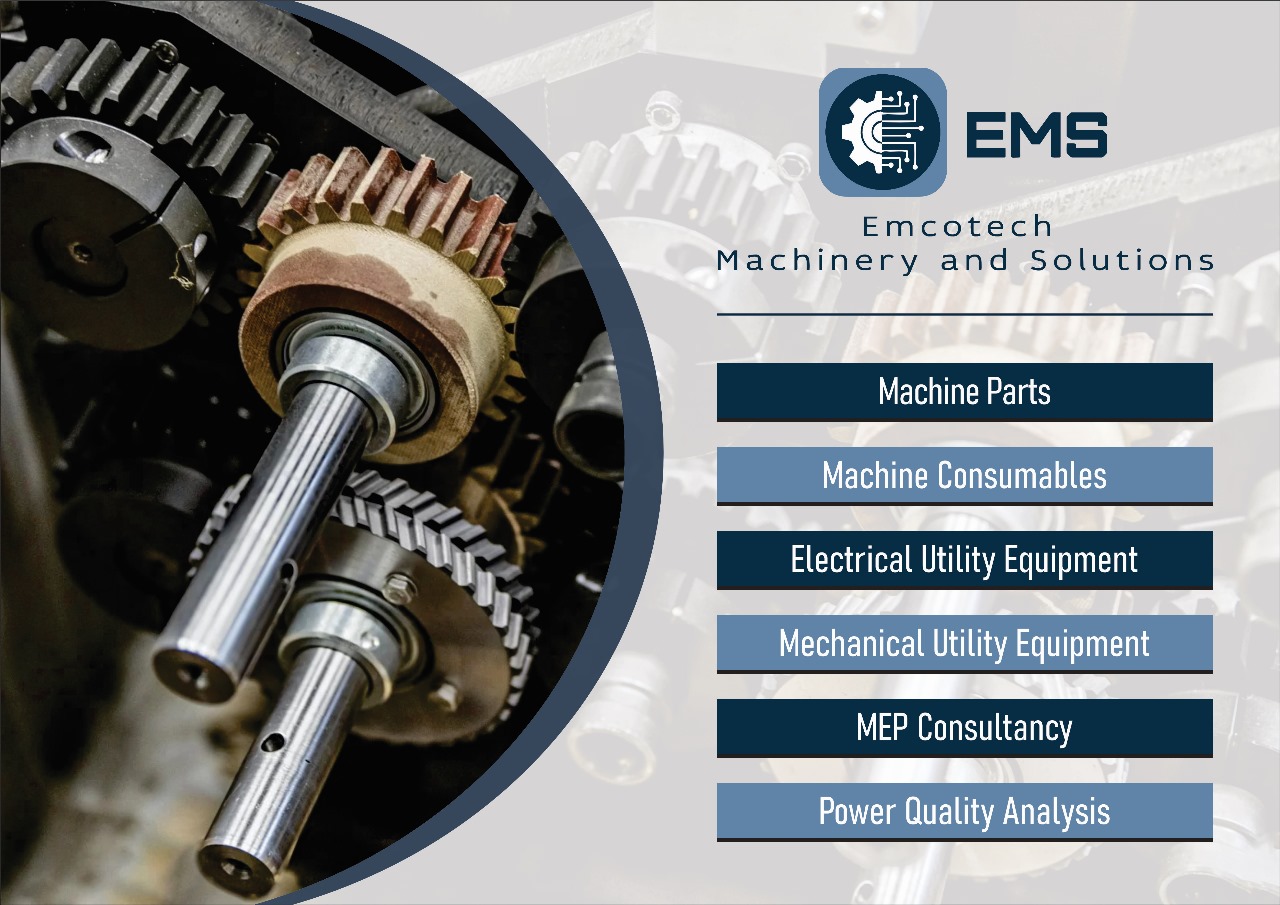 EMS
Emcotech
Machinery and Solutions
Machine Parts
Machine Consumables
Electrical Utility Equipment
Mechanical Utility Equipment
MEP Consultancy
Power Quality Analysis